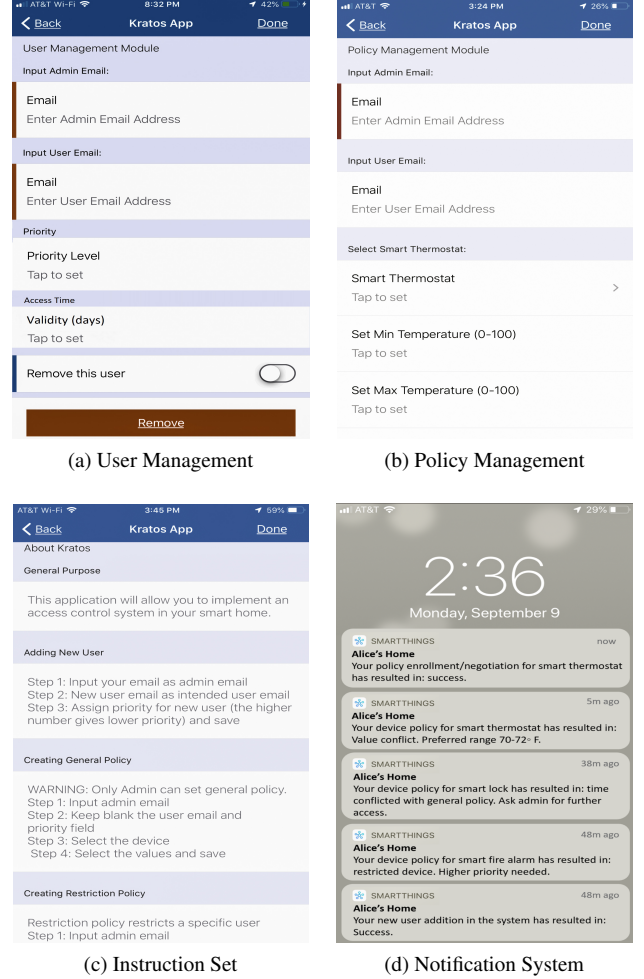 AT&T Wi-Fi 8:32 PM 42%
Back Kratos App Done
User Management Module
Input Admin Email:
Email
Enter Admin Email Address
Input User Email:
Email
Enter User Email Address
Priority
Priority Level
Tap to set
Access Time
Validity (days)
Tap to set
Remove this user
Remove
(a) User Management
AT&T 3:24 PM 26%
Back Kratos App Done
Policy Management Module
Input Admin Email:
Email
Enter Admin Email Address
Input User Email:
Email
Enter User Email Address
Select Smart Thermostat:
Smart Thermostat
Tap to set
Set Min Temperature (0-100)
Tap to set
Set Max Temperature (0-100)
Tap to set
(b) Policy Management
AT&T Wi-Fi 3:45 PM 59%
Back Kratos App Done
About Kratos
General Purpose
This application will allow you to implement an
access control system in your smart home.
Adding New User
Step 1: Input your email as admin email
Step 2: New user email as intended user email
Step 3: Assign priority for new user (the higher
number gives lower priority) and save
Creating General Policy
WARNING: Only Admin can set general policy.
Step 1: Input admin email
Step 2: Keep blank the user email and
priority field
Step 3: Select the device
Step 4: Select the values and save
Creating Restriction Policy
Restriction policy restricts a specific user
Step 1: Input admin email
(c) Instruction Set
AT&T 29%
2:36
Monday, September 9
SMARTTHINGS now
Alice's Home
Your policy enrollment/negotiation for smart thermostat
has resulted in: success.
SMARTTHINGS 5m ago
Alice's Home
Your device policy for smart thermostat has resulted in:
Value conflict. Preferred range 70-72◦ F.
SMARTTHINGS 38m ago
Alice's Home
Your device policy for smart lock has resulted in: time
conflicted with general policy. Ask admin for further
access.
SMARTTHINGS 48m ago
Alice's Home
Your device policy for smart fire alarm has resulted in:
restricted device. Higher priority needed.
SMARTTHINGS 48m ago
Alice's Home
Your new user addition in the system has resulted in:
Success.
(d) Notification System